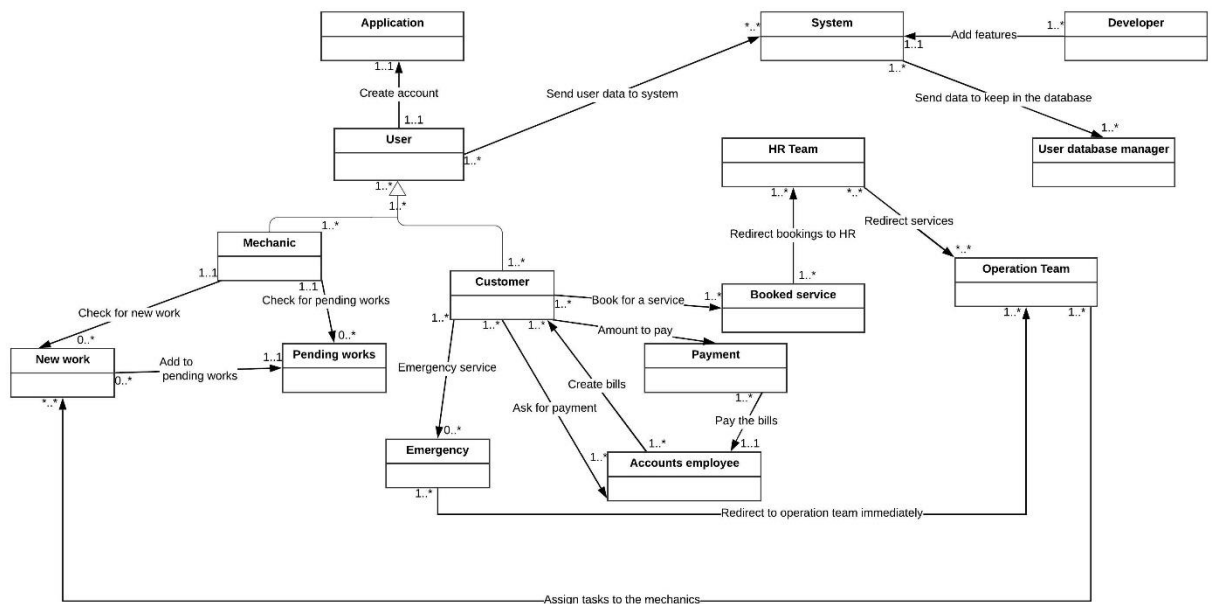 Application
System
Developer
*..*
1..*
Add features
1..1
1..1
1..*
Create account
Send user data to system
Send data to keep in the database
1..1
User
1..*
HR Team
User database manager
1..*
1..*
1..*
*..*
1..*
1..*
Redirect services
Mechanic
Redirect bookings to HR
*..*
1..*
Operation Team
1..1
1..1
Customer
1..*
Check for pending works
Book for a service
1..*
Booked service
1..*
Check for new work
1..*
1..*
1..*
Amount to pay
1..*
1..*
0..*
0..*
New work
Add to
pending works
1..1
Pending works
Payment
0..*
Emergency service
Create bills
*..*
1..*
Ask for payment
Pay the bills
0..*
1..*
1..1
Emergency
1..*
Accounts employee
1..*
Redirect to operation team immediately
Assign tasks to the mechanics